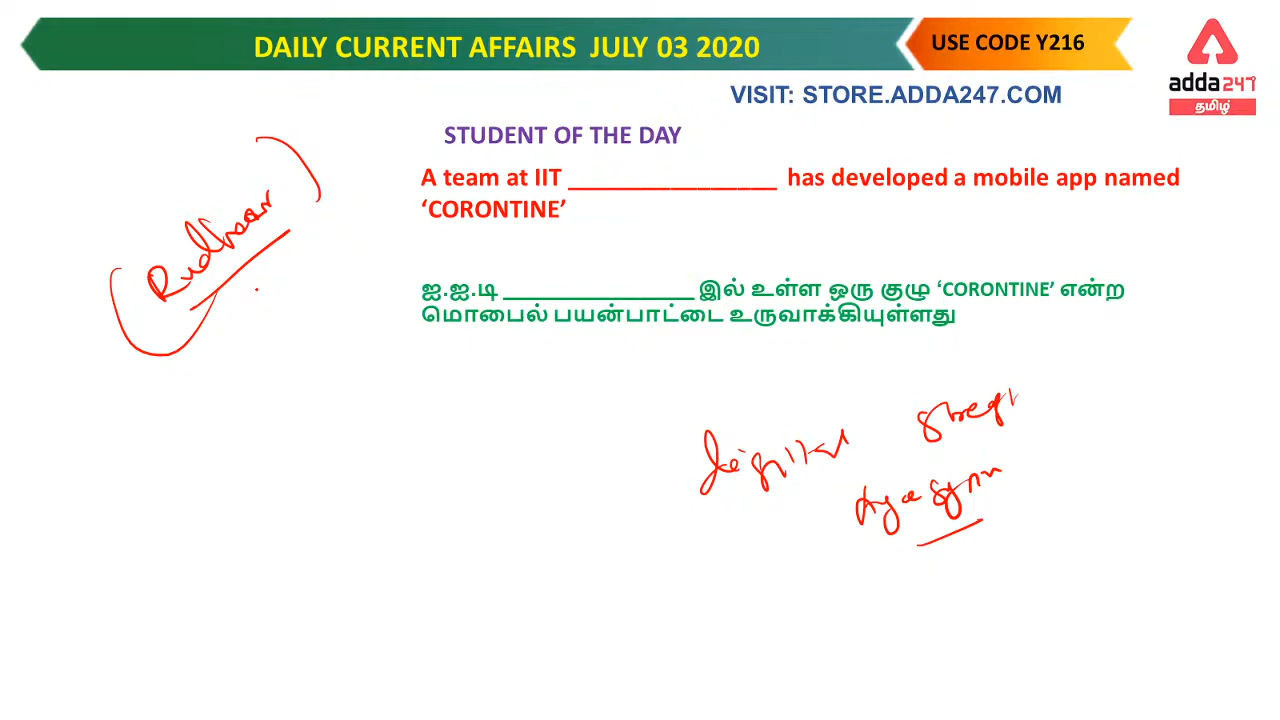 DAILY CURRENT AFFAIRS JULY 03 2020
USE CODE Y216
adda247
தமிழ்
VISIT: STORE.ADDA247.COM
STUDENT OF THE DAY
A team at IIT ________________ has developed a mobile app named
‘CORONTINE’
ஐ.ஐ.டி __________________ இல் உள்ள ஒரு குழு ‘CORONTINE’ என்ற
மொபைல் பயன்பாட்டை உருவாக்கியுள்ளது